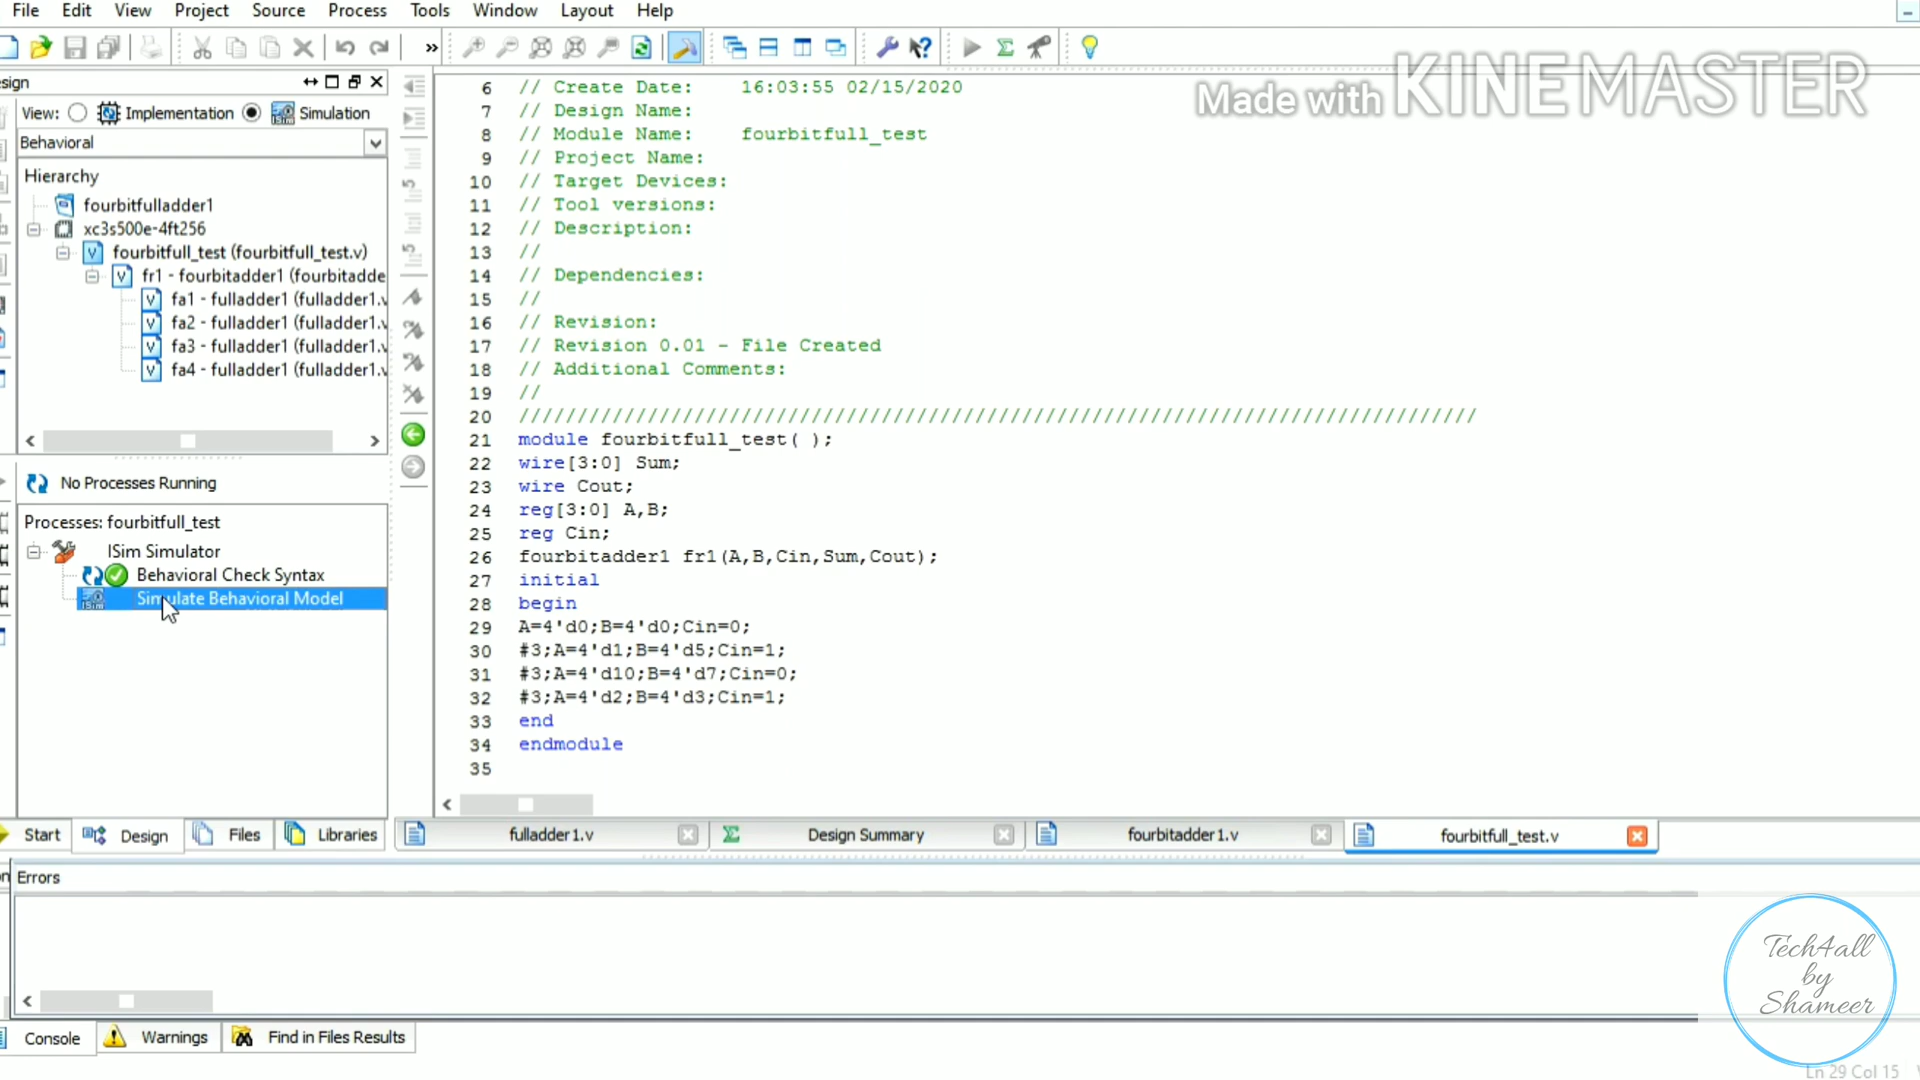 File Edit View Project Source Process Tools Window Layout Help
»
Made with KINEMASTER
esign
View: Implementation Simulation
Behavioral
Hierarchy
fourbitfulladder1
xc3s500e-4ft256
fourbitfull_test (fourbitfull_test.v)
fr1 - fourbitadder1 (fourbitadde
fa1 - fulladder1 (fulladder1.v
fa2 - fulladder1 (fulladder1.v
fa3 - fulladder1 (fulladder1.v
fa4 - fulladder1 (fulladder1.v
No Processes Running
Processes: fourbitfull_test
ISim Simulator
Behavioral Check Syntax
Simulate Behavioral Model
6 // Create Date: 16:03:55 02/15/2020
7 // Design Name:
8 // Module Name: fourbitfull_test
9 // Project Name:
10 // Target Devices:
11 // Tool versions:
12 // Description:
13 //
14 // Dependencies:
15 //
16 // Revision:
17 // Revision 0.01 - File Created
18 // Additional Comments:
19 //
20 //////////////////////////////////////////////////////////////////////////////////
21 module fourbitfull_test( );
22 wire[3:0] Sum;
23 wire Cout;
24 reg[3:0] A,B;
25 reg Cin;
26 fourbitadder1 fr1(A,B,Cin,Sum,Cout);
27 initial
28 begin
29 A=4'd0;B=4'd0;Cin=0;
30 #3;A=4'd1;B=4'd5;Cin=1;
31 #3;A=4'd10;B=4'd7;Cin=0;
32 #3;A=4'd2;B=4'd3;Cin=1;
33 end
34 endmodule
35
Start Design Files Libraries
fulladder1.v Design Summary fourbitadder1.v fourbitfull_test.v
Errors
Console Warnings Find in Files Results
Tech4all
by
Shameer
Ln 29 Col 15